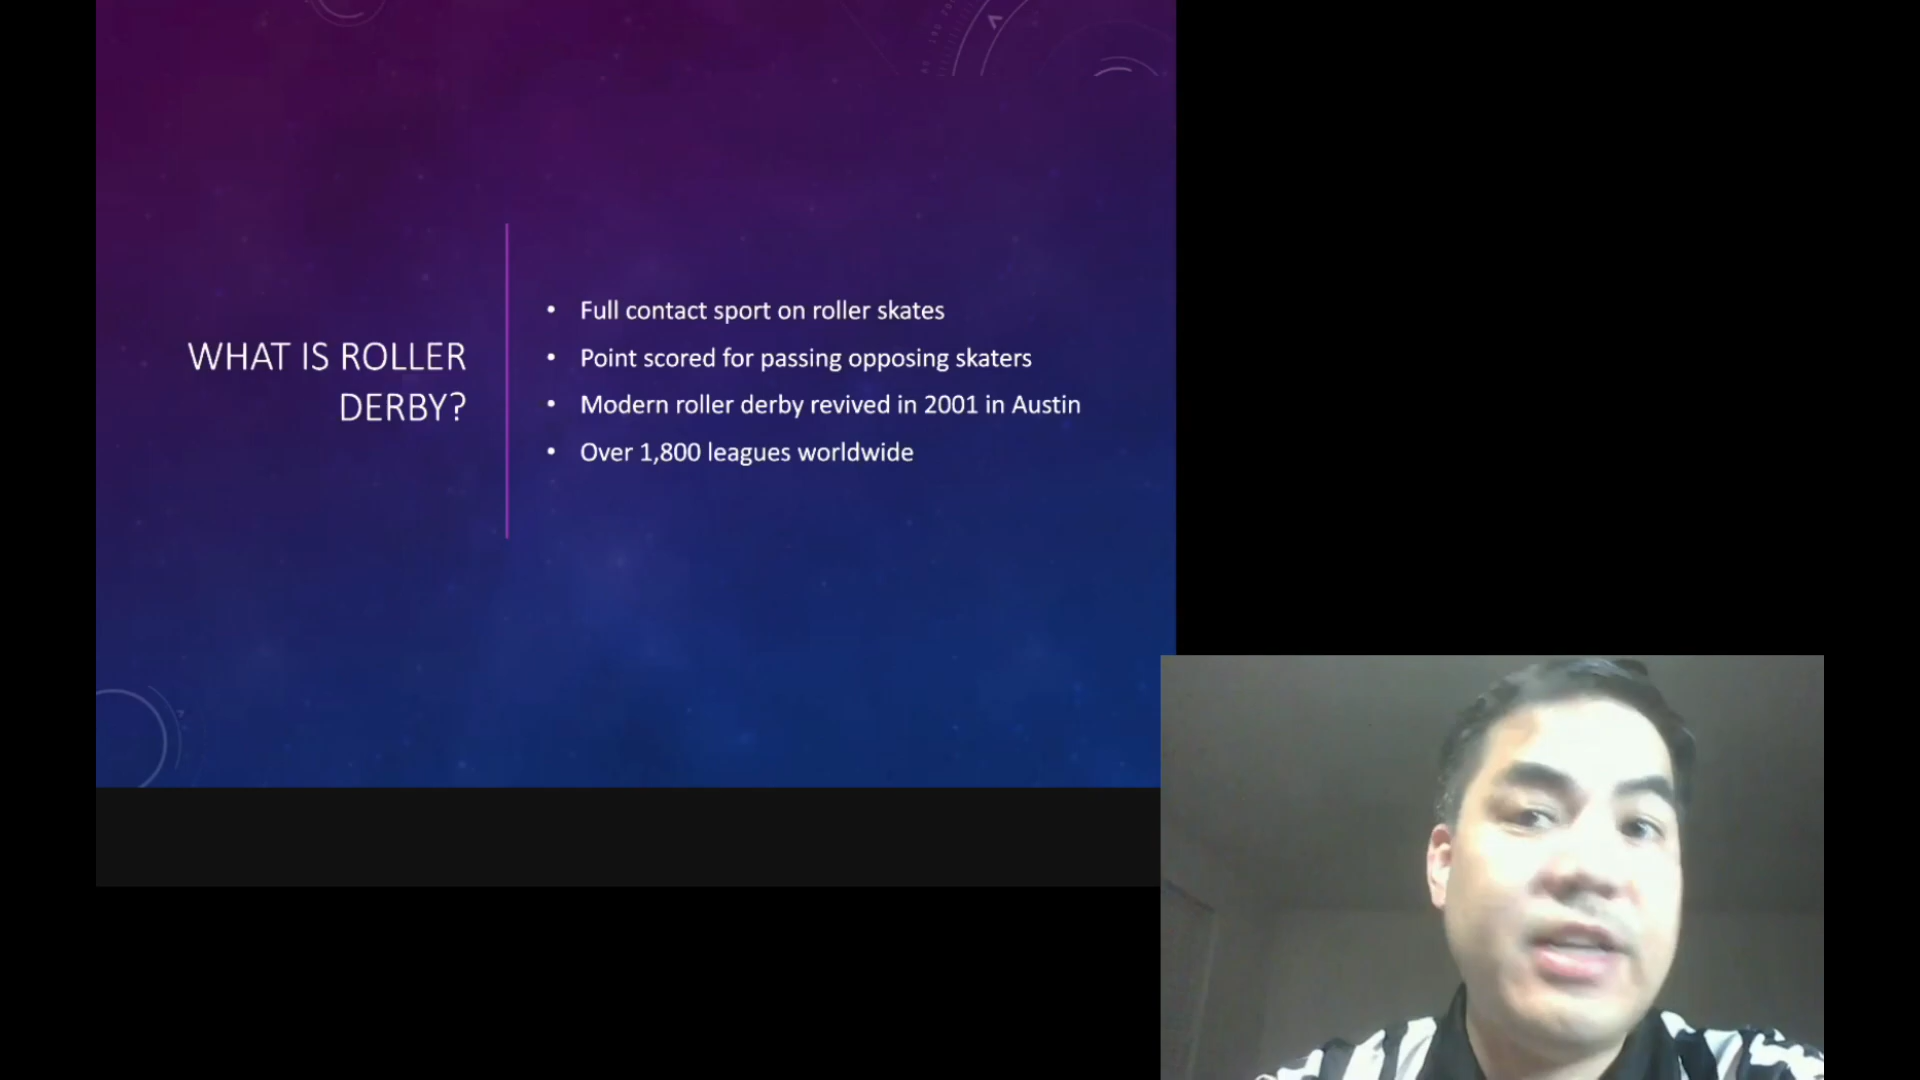 WHAT IS ROLLER
DERBY?
• Full contact sport on roller skates
• Point scored for passing opposing skaters
• Modern roller derby revived in 2001 in Austin
• Over 1,800 leagues worldwide